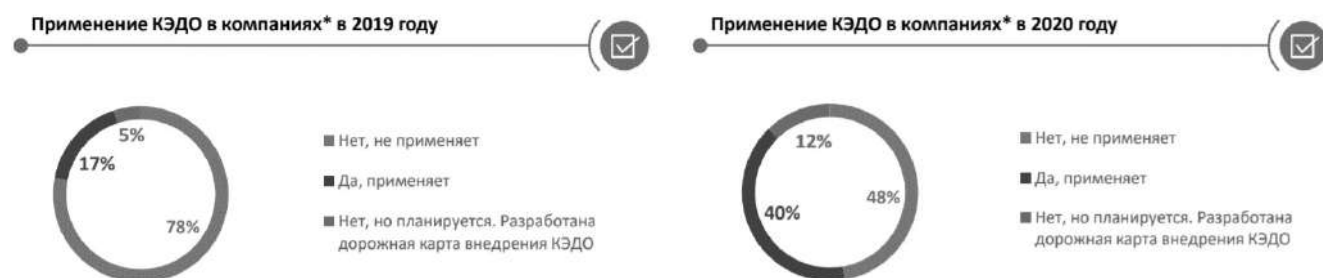 Применение КЭДО в компаниях* в 2019 году
5%
17%
78%
Нет, не применяет
Да, применяет
Нет, но планируется. Разработана
дорожная карта внедрения КЭДО
Применение КЭДО в компаниях* в 2020 году
12%
40%
48%
Нет, не применяет
Да, применяет
Нет, но планируется. Разработана
дорожная карта внедрения КЭДО